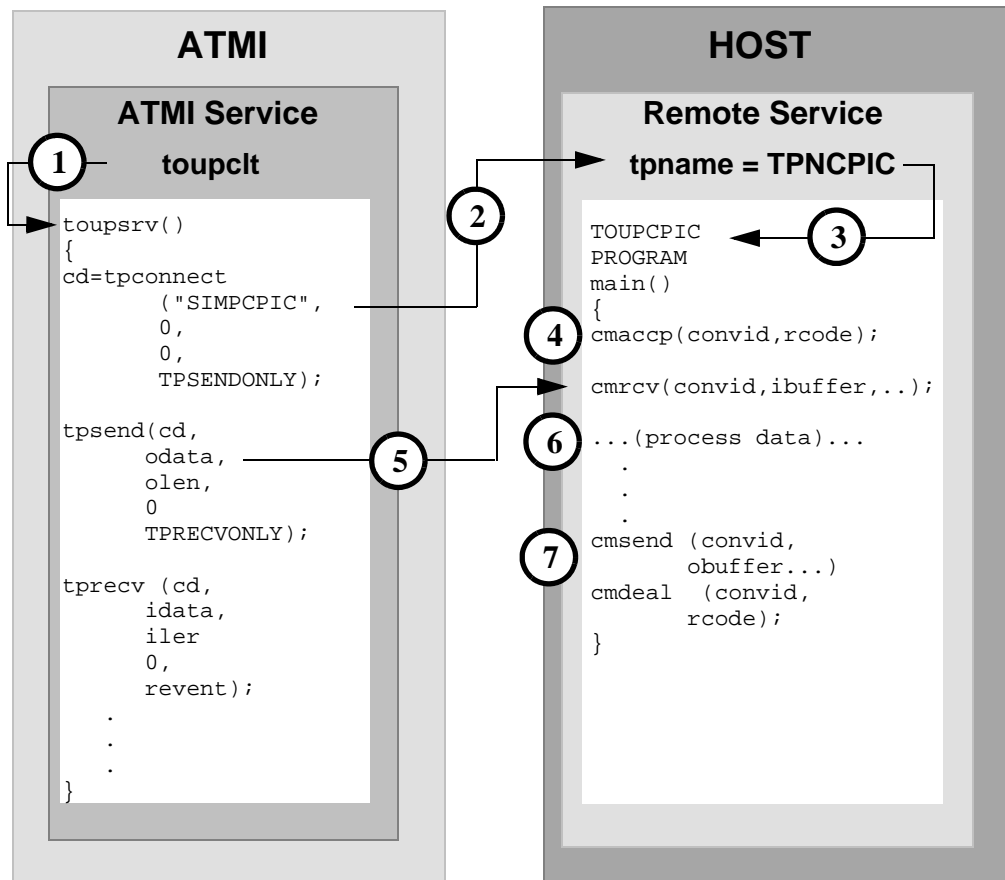 ATMI
ATMI Service
toupclt
1
toupsrv()
{
cd=tpconnect
("SIMPCPIC",
0,
0,
TPSENDONLY);
tpsend(cd,
odata,
olen,
0
TPRECVONLY);
tprecv (cd,
idata,
iler
0,
revent);
.
.
.
}
2
5
HOST
Remote Service
tpname = TPNCPIC
3
TOUPCPIC
PROGRAM
main()
{
4
cmaccp(convid,rcode);
cmrcv(convid,ibuffer,..);
6
...(process data)...
.
.
.
7
cmsend (convid,
obuffer...)
cmdeal (convid,
rcode);
}